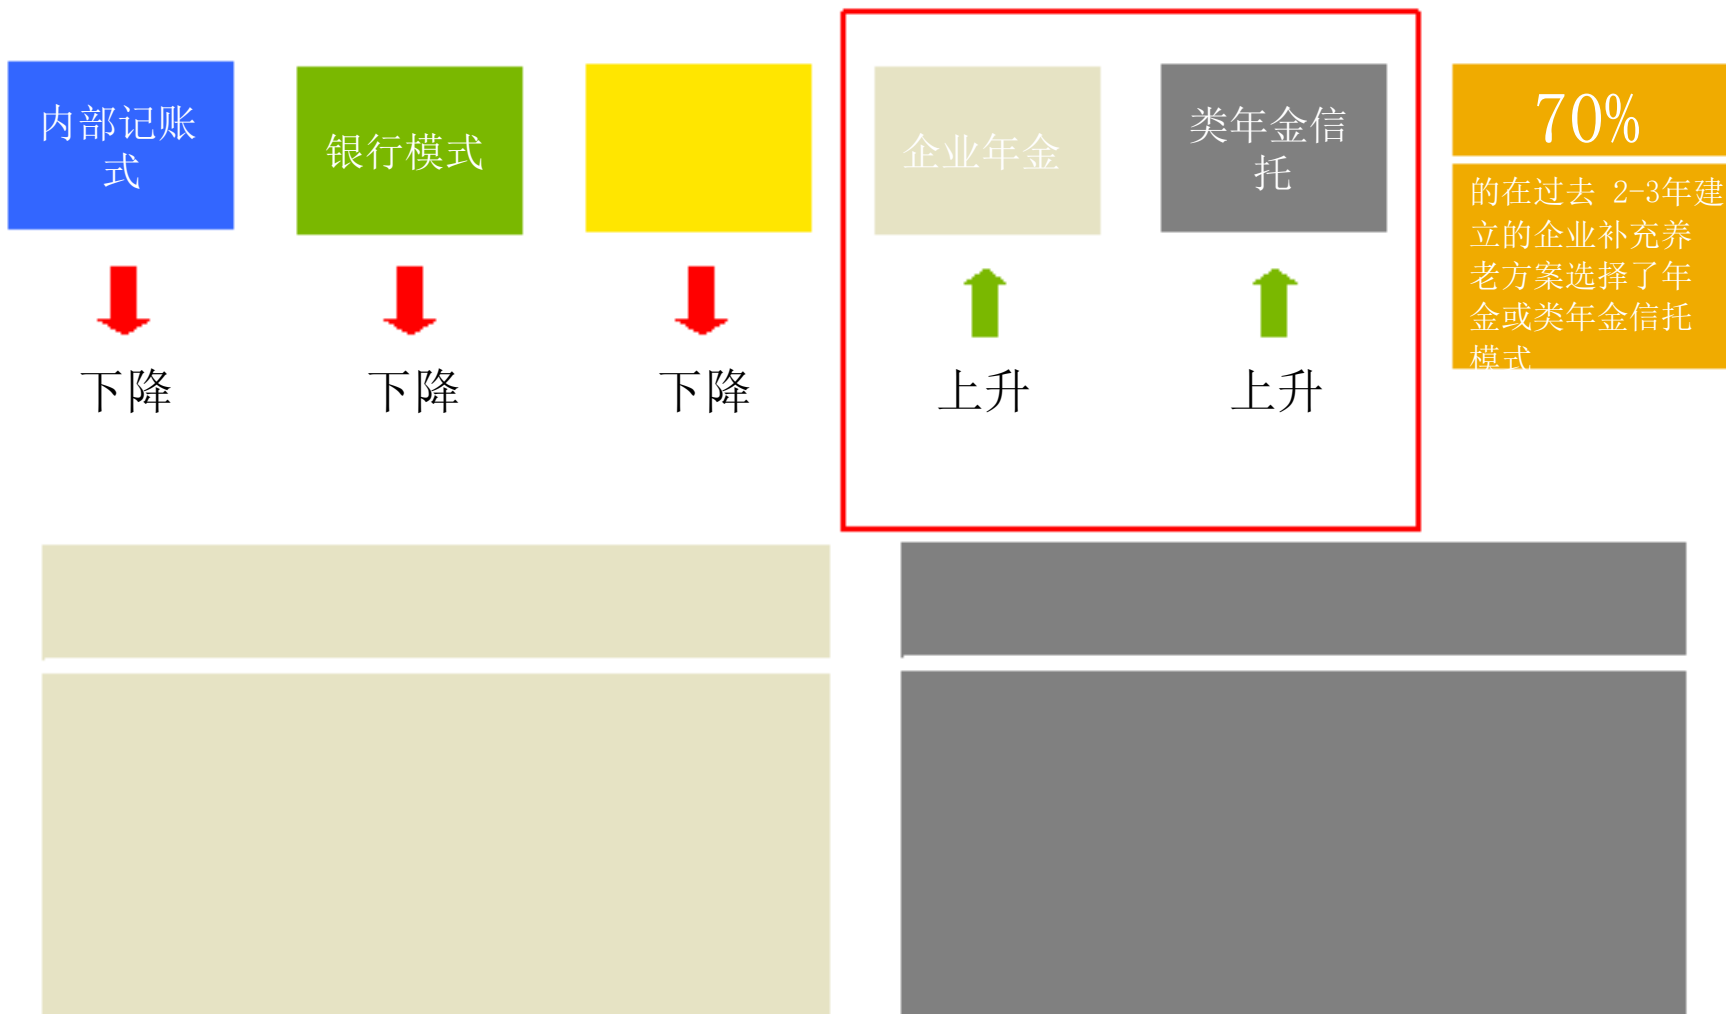 内部记账
式
银行模式
企业年金
类年金信
托
70%
的在过去 2-3年建
立的企业补充养
老方案选择了年
金或类年金信托
模式
下降
下降
下降
上升
上升